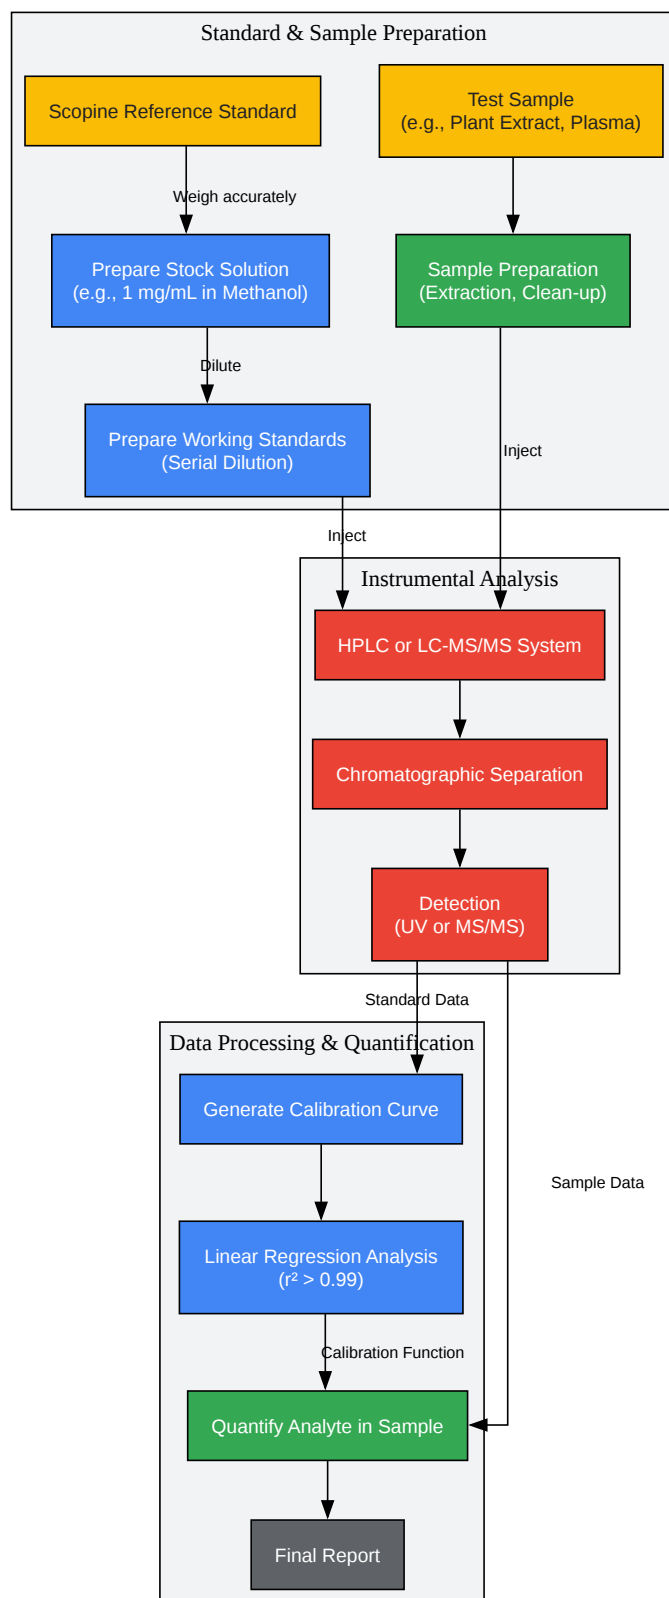 Standard & Sample Preparation
Scopine Reference Standard
Test Sample
(e.g., Plant Extract, Plasma)
Weigh accurately
Prepare Stock Solution
(e.g., 1 mg/mL in Methanol)
Sample Preparation
(Extraction, Clean-up)
Dilute
Prepare Working Standards
(Serial Dilution)
Inject
Inject
Instrumental Analysis
HPLC or LC-MS/MS System
Chromatographic Separation
Detection
(UV or MS/MS)
Standard Data
Data Processing & Quantification
Generate Calibration Curve
Sample Data
Linear Regression Analysis
(r² > 0.99)
Calibration Function
Quantify Analyte in Sample
Final Report